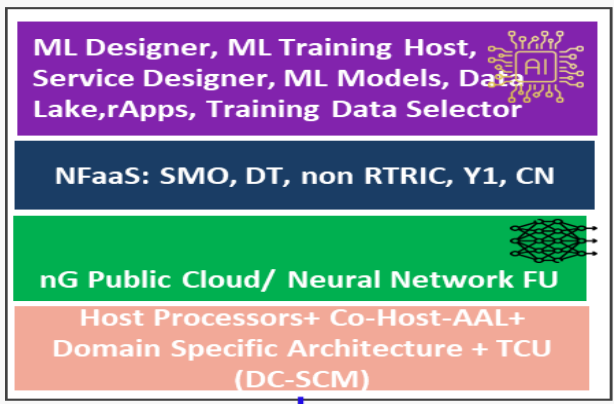 ML Designer, ML Training Host,
Service Designer, ML Models, Data
Lake,rApps, Training Data Selector
AI
NFaaS: SMO, DT, non RTRIC, Y1, CN
nG Public Cloud/ Neural Network FU
Host Processors+ Co-Host-AAL+
Domain Specific Architecture + TCU
(DC-SCM)